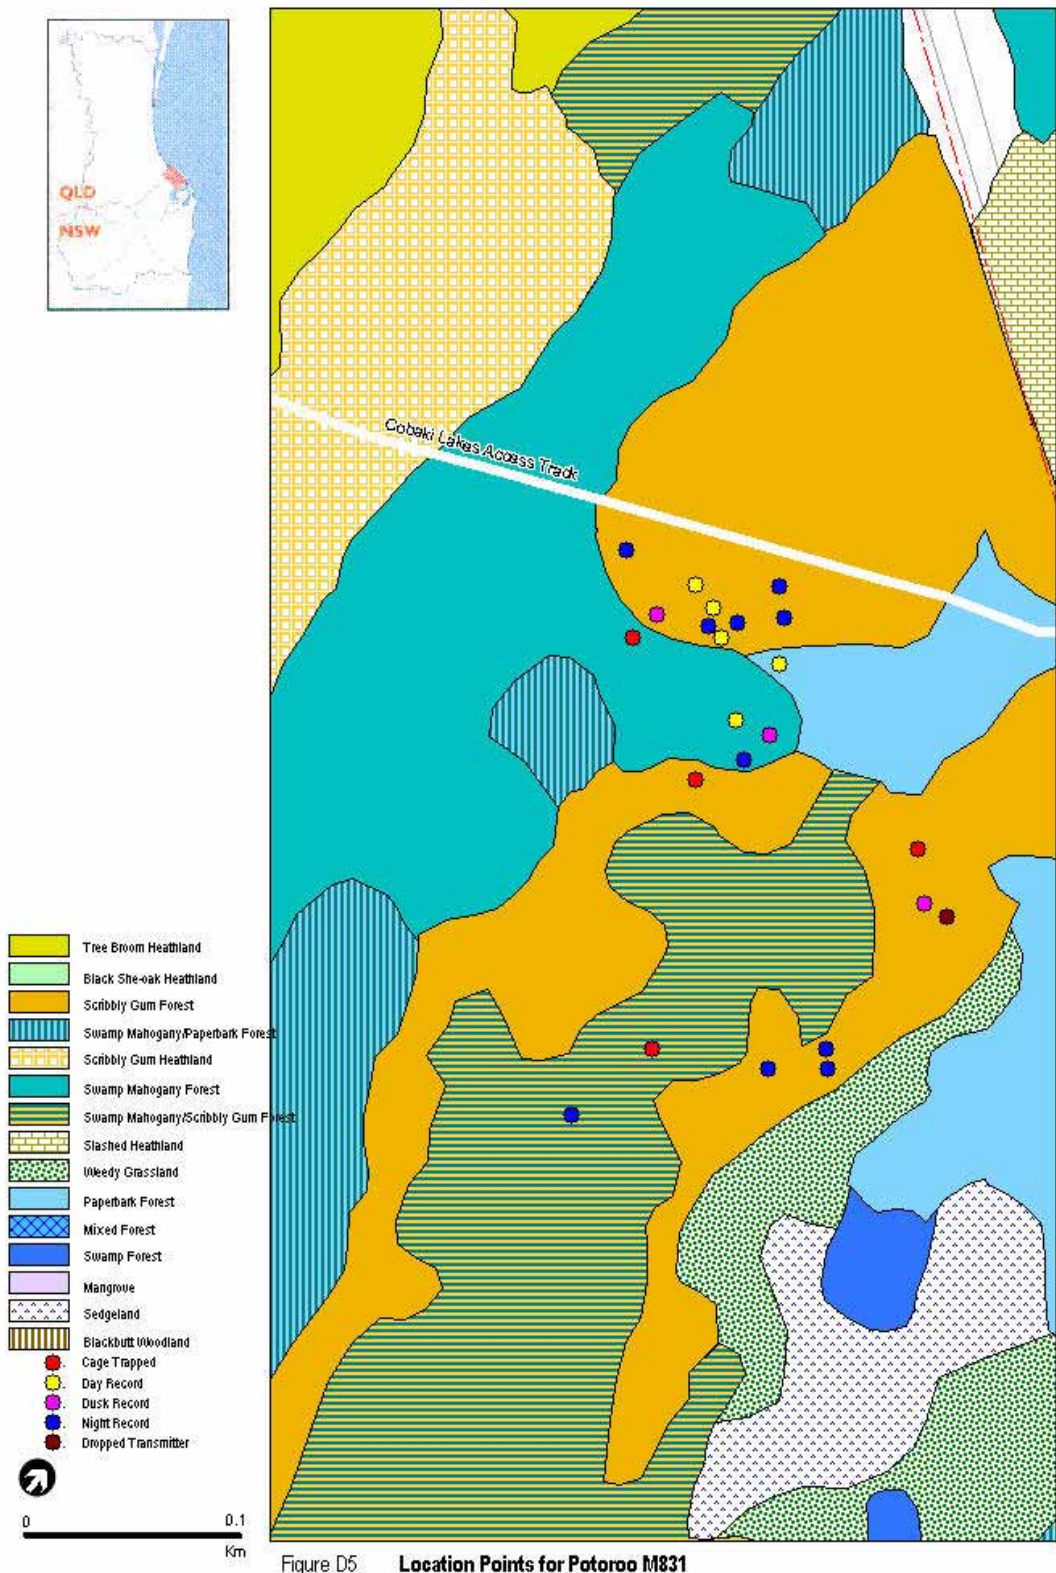 QLD
NSW
Cobaki Lakes Access Track
Tree Broom Heathland
Black She-oak Heathland
Scribbly Gum Forest
Swamp Mahogany/Paperbark Forest
Scribbly Gum Heathland
Swamp Mahogany Forest
Swamp Mahogany/Scribbly Gum Forest
Slashed Heathland
Weedy Grassland
Paperbark Forest
Mixed Forest
Swamp Forest
Mangrove
Sedgeland
Blackbutt Woodland
Cage Trapped
Day Record
Dusk Record
Night Record
Dropped Transmitter
0 0.1
Km
Figure D5 Location Points for Potoroo M831